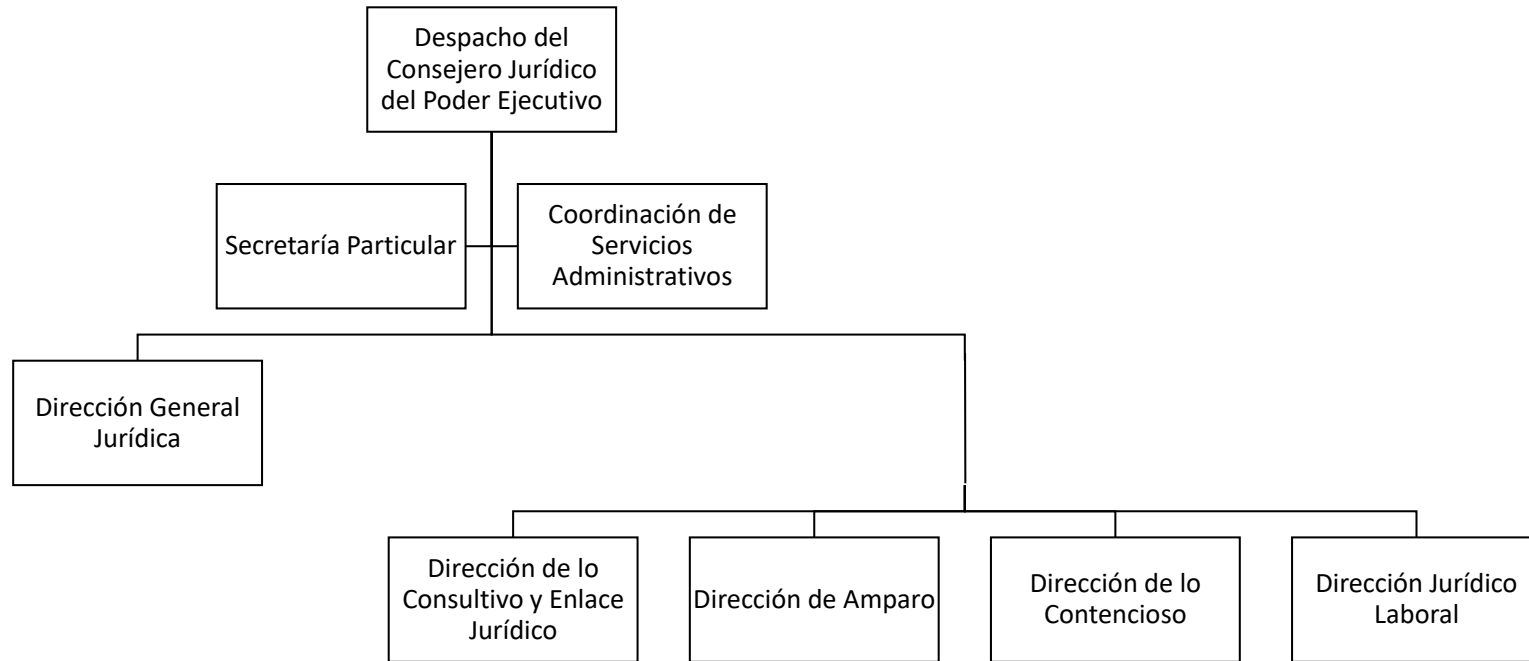 Despacho del
Consejero Jurídico
del Poder Ejecutivo
Secretaría Particular
Coordinación de
Servicios
Administrativos
Dirección General
Jurídica
Dirección de lo
Consultivo y Enlace
Jurídico
Dirección de Amparo
Dirección de lo
Contencioso
Dirección Jurídico
Laboral